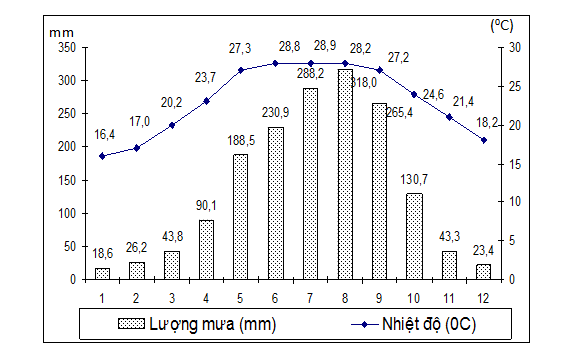 mm (⁰C)
350 30
27,3 28,8 28,9 28,2 27,2
300 25
288,2 318,0
23,7 24,6
250 265,4
20,2 230,9 21,4
20
200 17,0 18,2
16,4 188,5
150 15
130,7
100 90,1 10
50 43,8 43,3 5
18,6 26,2 23,4
0 0
1 2 3 4 5 6 7 8 9 10 11 12
Lượng mưa (mm) Nhiệt độ (0C)